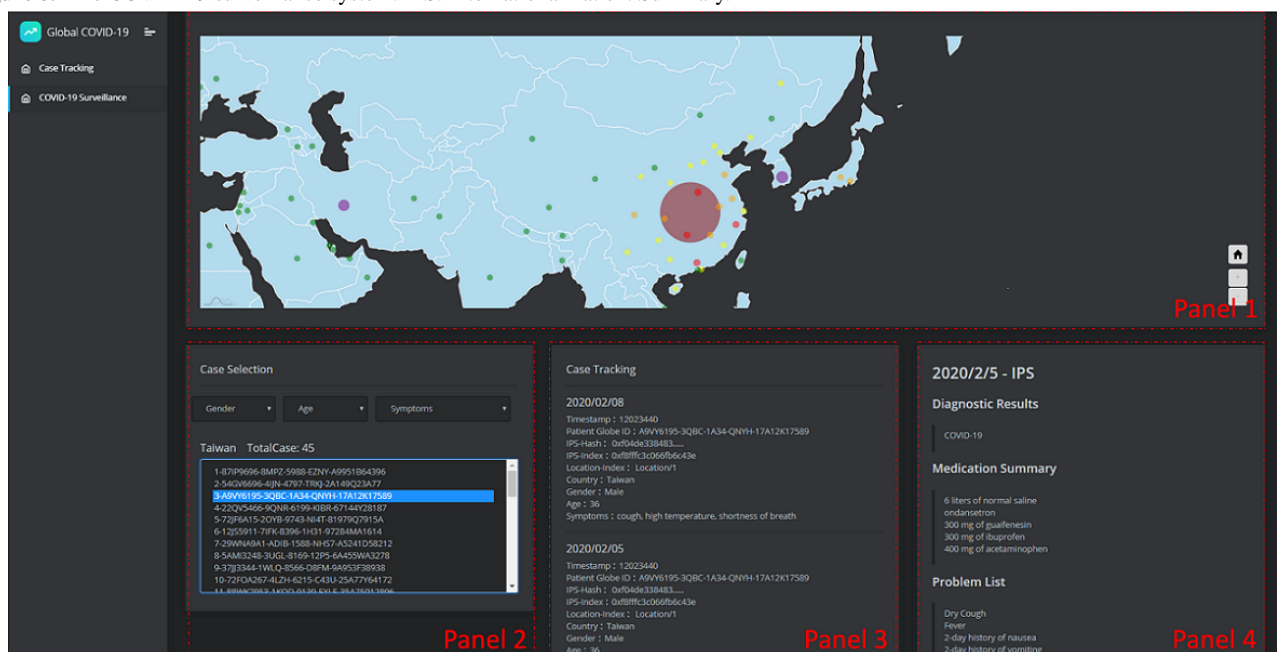 Global COVID-19
Case Tracking
COVID-19 Surveillance
Panel 1
Case Selection
Gender
Age
Symptoms
Taiwan TotalCase: 45
1-87IP9696-8MPZ-5988-EZNY-A9951B64396
2-54GV6696-4IJN-4797-TRKJ-2A149Q23A77
3-A9VY6195-3QBC-1A34-QNYH-17A12K17589
4-22QV5466-9QNR-6199-KIBR-67144Y28187
5-72JF6A15-2OYB-9743-NI4T-81979Q7915A
6-12JS5911-7IFK-8396-1H31-97284MA1614
7-29WNA9A1-ADIB-1588-NH57-A5241D58212
8-5AMI3248-3UGL-8169-12P5-6A455WA3278
9-37JJ3344-1WLQ-8566-D8FM-9A953F38938
10-72FOA267-4LZH-6215-C43U-25A77Y64172
Panel 2
Case Tracking
2020/02/08
Timestamp : 12023440
Patient Globe ID : A9VY6195-3QBC-1A34-QNYH-17A12K17589
IPS-Hash : 0xf04de338483.....
IPS-Index : 0xf8fffc3c066fb6c43e
Location-Index : Location/1
Country : Taiwan
Gender : Male
Age : 36
Symptoms : cough, high temperature, shortness of breath
2020/02/05
Timestamp : 12023440
Patient Globe ID : A9VY6195-3QBC-1A34-QNYH-17A12K17589
IPS-Hash : 0xf04de338483.....
IPS-Index : 0xf8fffc3c066fb6c43e
Location-Index : Location/1
Country : Taiwan
Gender : Male
Age : 36
Panel 3
2020/2/5 - IPS
Diagnostic Results
COVID-19
Medication Summary
6 liters of normal saline
ondansetron
300 mg of guaifenesin
300 mg of ibuprofen
400 mg of acetaminophen
Problem List
Dry Cough
Fever
2-day history of nausea
2-day history of vomiting
Panel 4